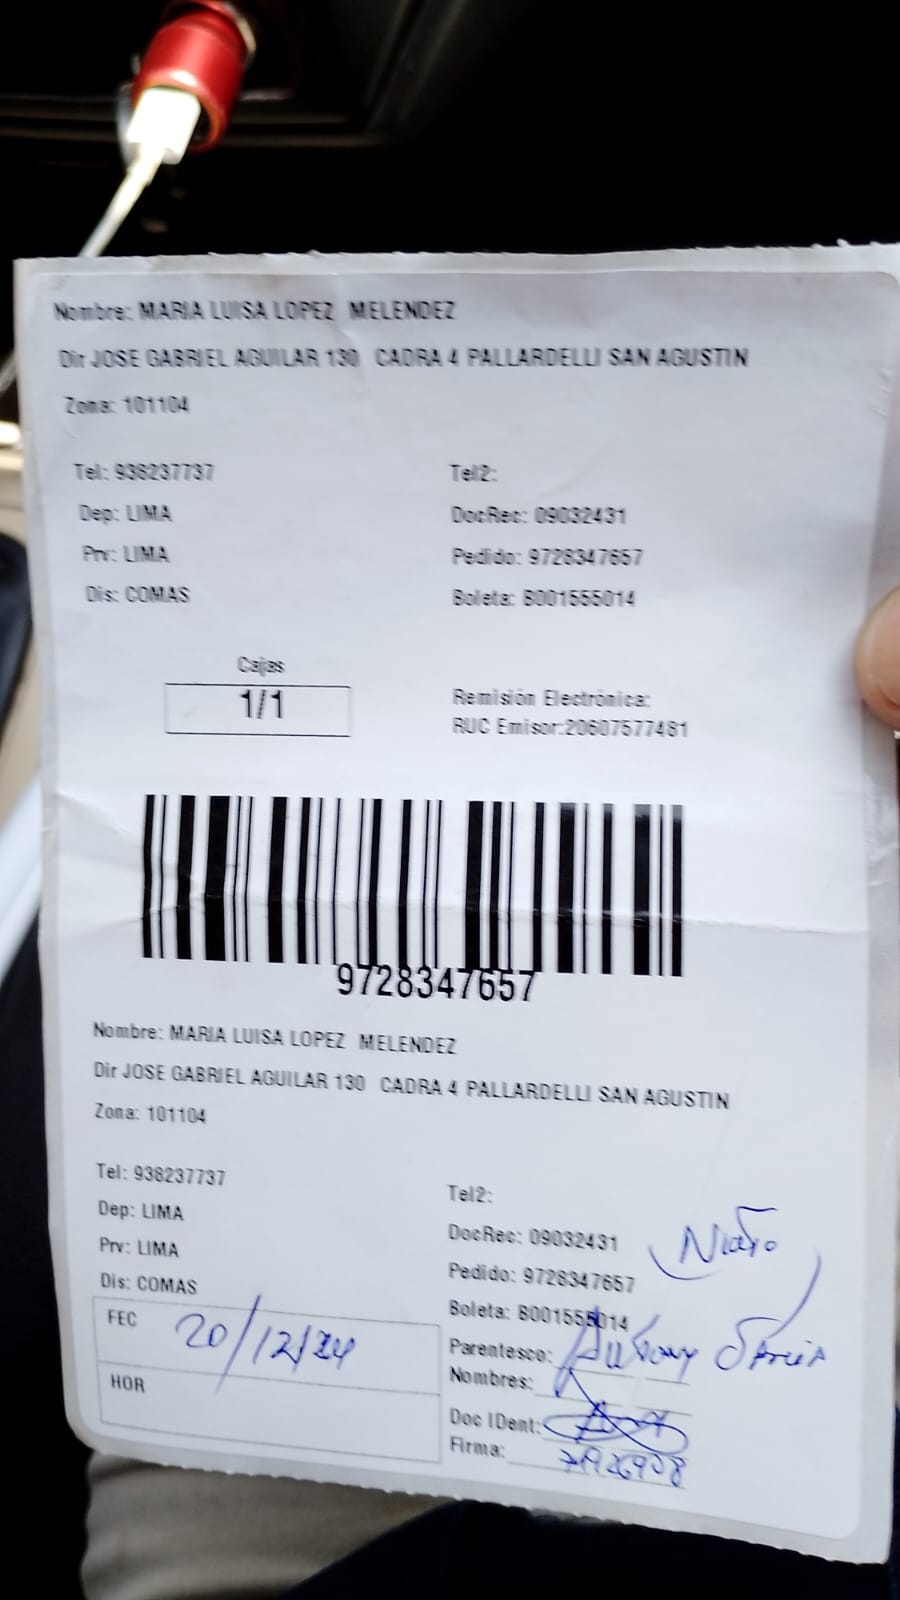 Nombre: MARIA LUISA LOPEZ MELENDEZ
Dir JOSE GABRIEL AGUILAR 130 CADRA 4 PALLARDELLI SAN AGUSTIN
Zona: 101104
Tel: 938237737 Tel2:
Dep: LIMA DocRec: 09032431
Prv: LIMA Pedido: 9728347657
Dis: COMAS Boleta: B001555014
Cajas
1/1
Remisión Electrónica:
RUC Emisor:20607577481
9728347657
Nombre: MARIA LUISA LOPEZ MELENDEZ
Dir JOSE GABRIEL AGUILAR 130 CADRA 4 PALLARDELLI SAN AGUSTIN
Zona: 101104
Tel: 938237737 Tel2:
Dep: LIMA DocRec: 09032431
Prv: LIMA Pedido: 9728347657
Dis: COMAS Boleta: B001555014
FEC 20/12/24
Parentesco:
HOR
Nombres:
Doc IDent:
Firma: